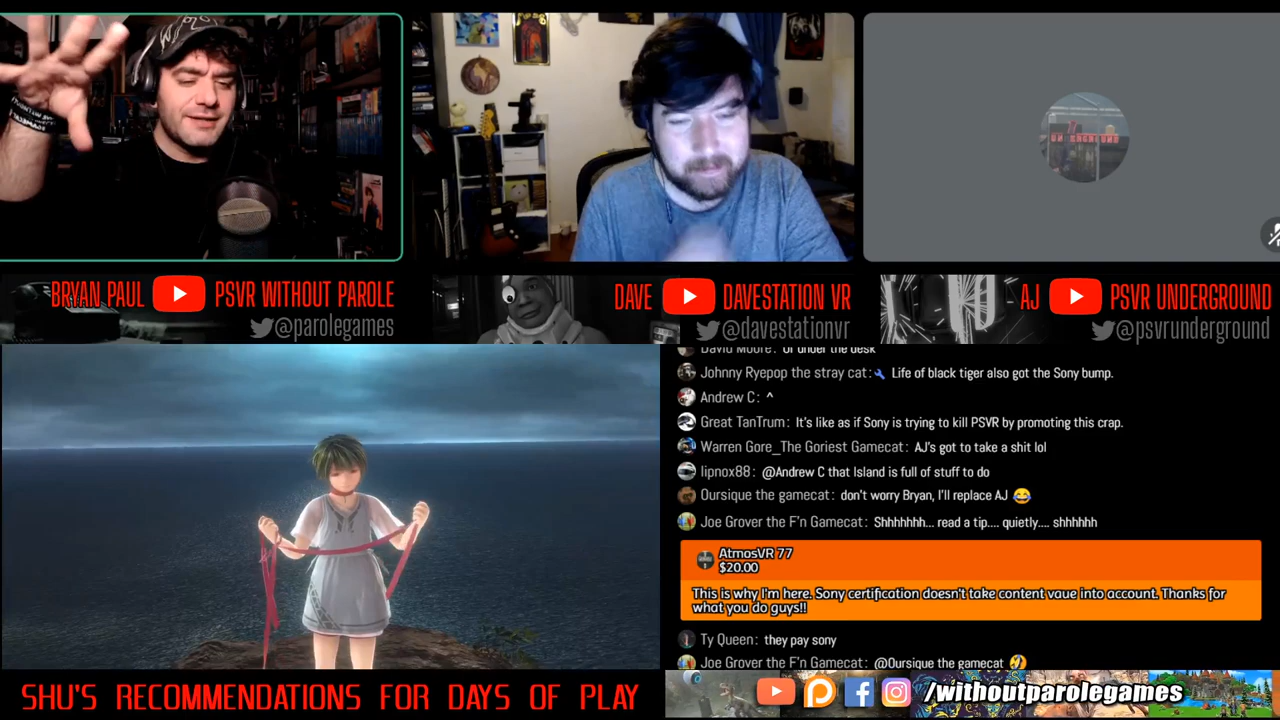 BRYAN PAUL PSVR WITHOUT PAROLE
@parolegames
DAVE DAVESTATION VR
@davestationvr
AJ PSVR UNDERGROUND
@psvrunderground
David Moore: Or under the desk
Johnny Ryepop the stray cat: Life of black tiger also got the Sony bump.
Andrew C: ^
Great TanTrum: It's like as if Sony is trying to kill PSVR by promoting this crap.
Warren Gore_The Goriest Gamecat: AJ's got to take a shit lol
lipnox88: @Andrew C that Island is full of stuff to do
Oursique the gamecat: don't worry Bryan, I'll replace AJ 😂
Joe Grover the F'n Gamecat: Shhhhhhh... read a tip.... quietly.... shhhhhh
AtmosVR 77
$20.00
This is why I'm here. Sony certification doesn't take content vaue into account. Thanks for
what you do guys!!
Ty Queen: they pay sony
Joe Grover the F'n Gamecat: @Oursique the gamecat 🤣
SHU'S RECOMMENDATIONS FOR DAYS OF PLAY
/withoutparolegames